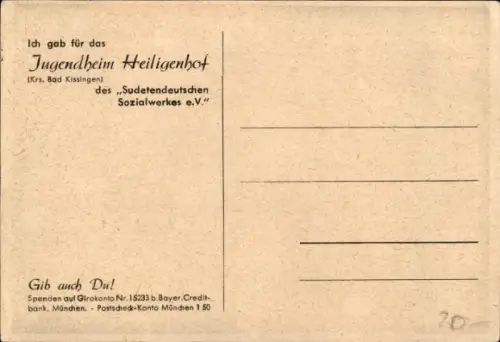 Ich gab für das
Jugendheim Heiligenhof
(Krs. Bad Kissingen)
des „Sudetendeutschen
Sozialwerkes e.V."
Gib auch Du!
Spenden auf Girokonto Nr. 15233 b. Bayer. Credit-
bank, München. - Postscheck-Konto München 1 50
20.-